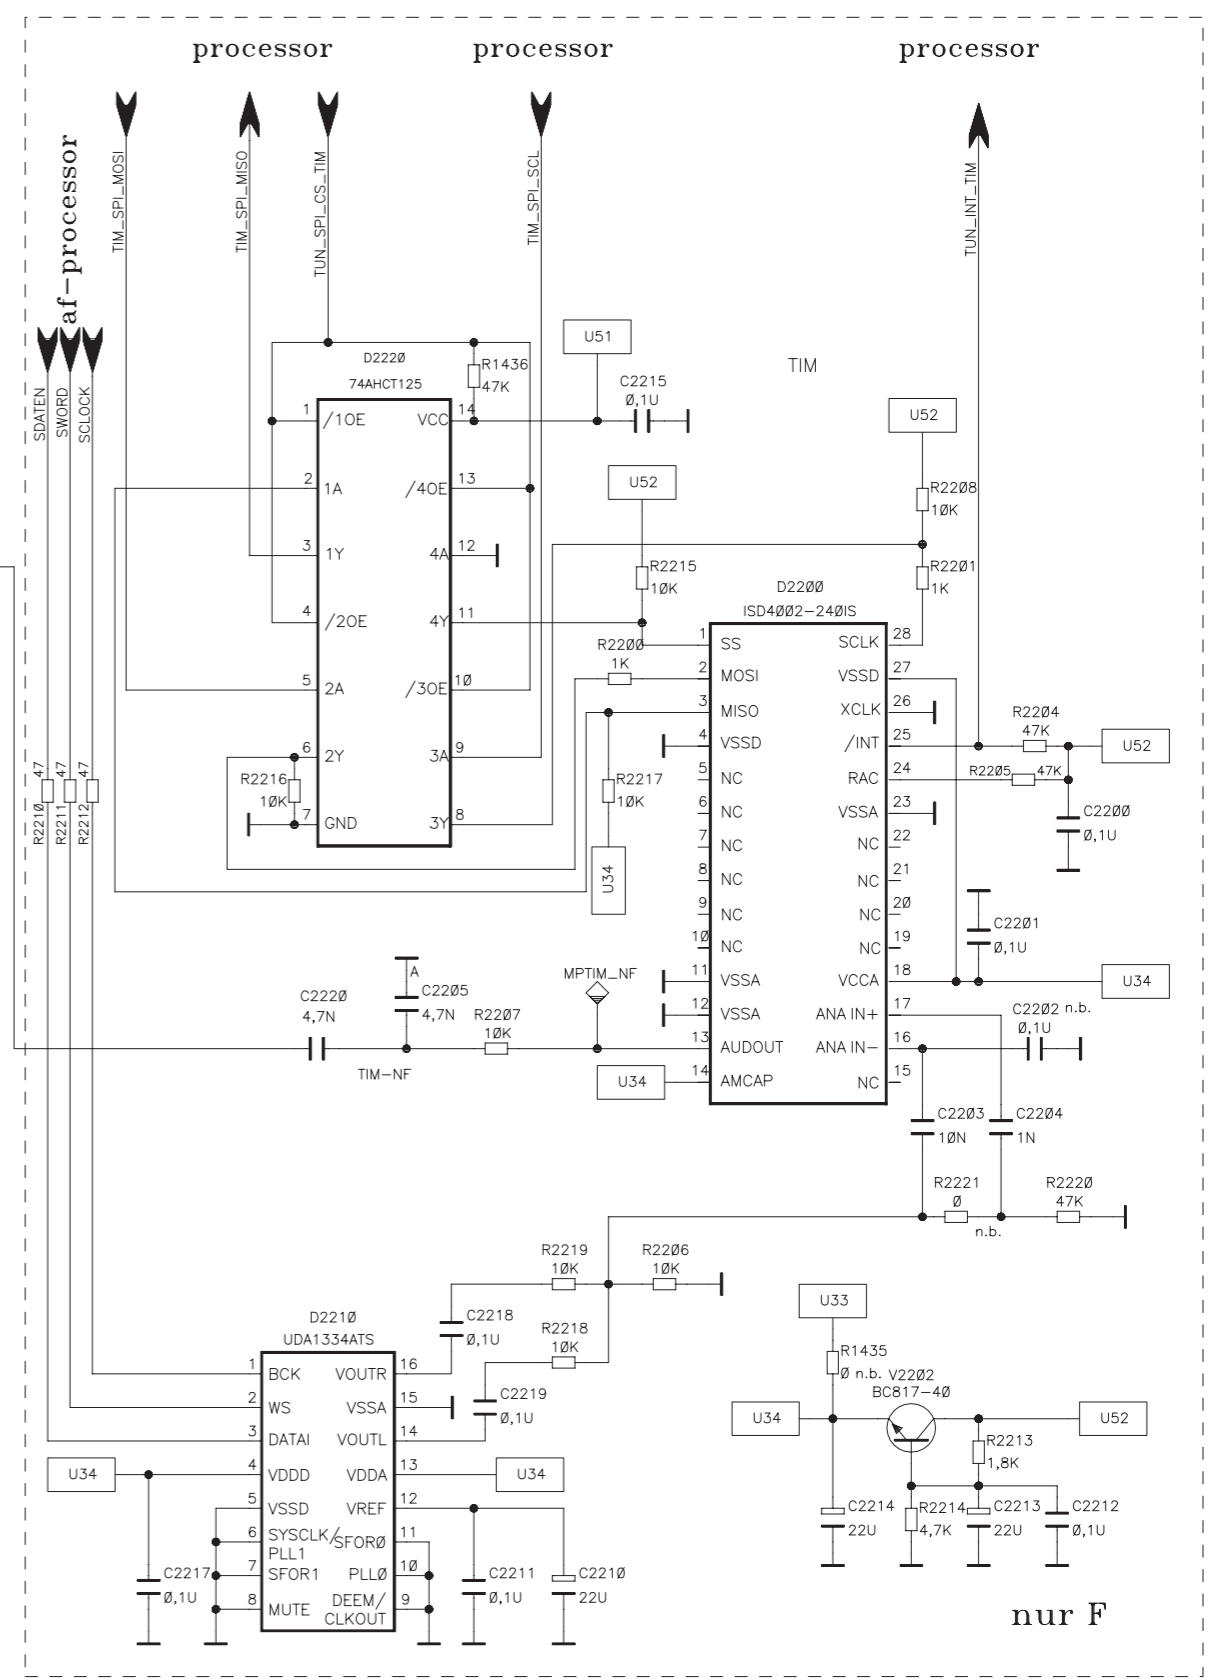 processor
processor
processor
af-processor
TIM_SPI_MOSI
TIM_SPI_MISO
TUN_SPI_CS_TIM
TIM_SPI_SCL
TUN_INT_TIM
SDATEN
SWORD
SCLOCK
U51
D222Ø
74AHCT125
R1436
47K
C2215
Ø,1U
TIM
U52
U52
1 /1OE VCC 14
2 1A /4OE 13
3 1Y 4A 12
4 /2OE 4Y 11
5 2A /3OE 1Ø
6 2Y 3A 9
7 GND 3Y 8
R22Ø8
1ØK
R22Ø1
1K
R2215
1ØK
D22ØØ
ISD4ØØ2-24ØIS
R22ØØ
1K
1 SS SCLK 28
2 MOSI VSSD 27
3 MISO XCLK 26
4 VSSD /INT 25
5 NC RAC 24
6 NC VSSA 23
7 NC NC 22
8 NC NC 21
9 NC NC 2Ø
1Ø NC NC 19
11 VSSA VCCA 18
12 VSSA ANA IN+ 17
13 AUDOUT ANA IN- 16
14 AMCAP NC 15
R22Ø4
47K
U52
R22Ø5 47K
C22ØØ
Ø,1U
R2216
1ØK
R2217
1ØK
U34
R221Ø 47
R2211 47
R2212 47
C22Ø1
Ø,1U
U34
C22Ø2 n.b.
Ø,1U
MPTIM_NF
A
C222Ø
4,7N
C22Ø5
4,7N
R22Ø7
1ØK
TIM-NF
U34
C22Ø3
1ØN
C22Ø4
1N
R2221
Ø
n.b.
R222Ø
47K
R2219
1ØK
R22Ø6
1ØK
R2218
1ØK
C2218
Ø,1U
C2219
Ø,1U
D221Ø
UDA1334ATS
1 BCK VOUTR 16
2 WS VSSA 15
3 DATAI VOUTL 14
4 VDDD VDDA 13
5 VSSD VREF 12
6 SYSCLK/ SFORØ 11
PLL1
7 SFOR1 PLLØ 1Ø
8 MUTE DEEM/ 9
CLKOUT
U34
U34
C2217
Ø,1U
C2211
Ø,1U
C221Ø
22U
U33
R1435
Ø n.b.
V22Ø2
BC817-4Ø
U34
U52
R2213
1,8K
C2214
22U
R2214
4,7K
C2213
22U
C2212
Ø,1U
nur F